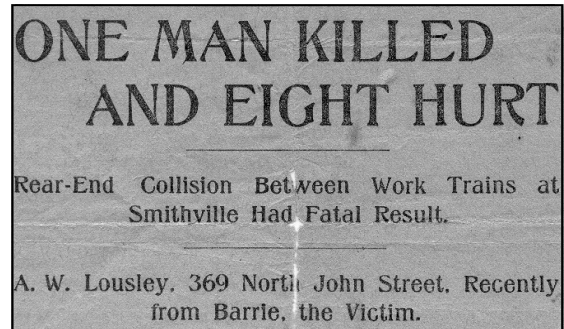 ONE MAN KILLED
AND EIGHT HURT
Rear-End Collision Between Work Trains at
Smithville Had Fatal Result.
A. W. Lousley, 369 North John Street, Recently
from Barrie, the Victim.